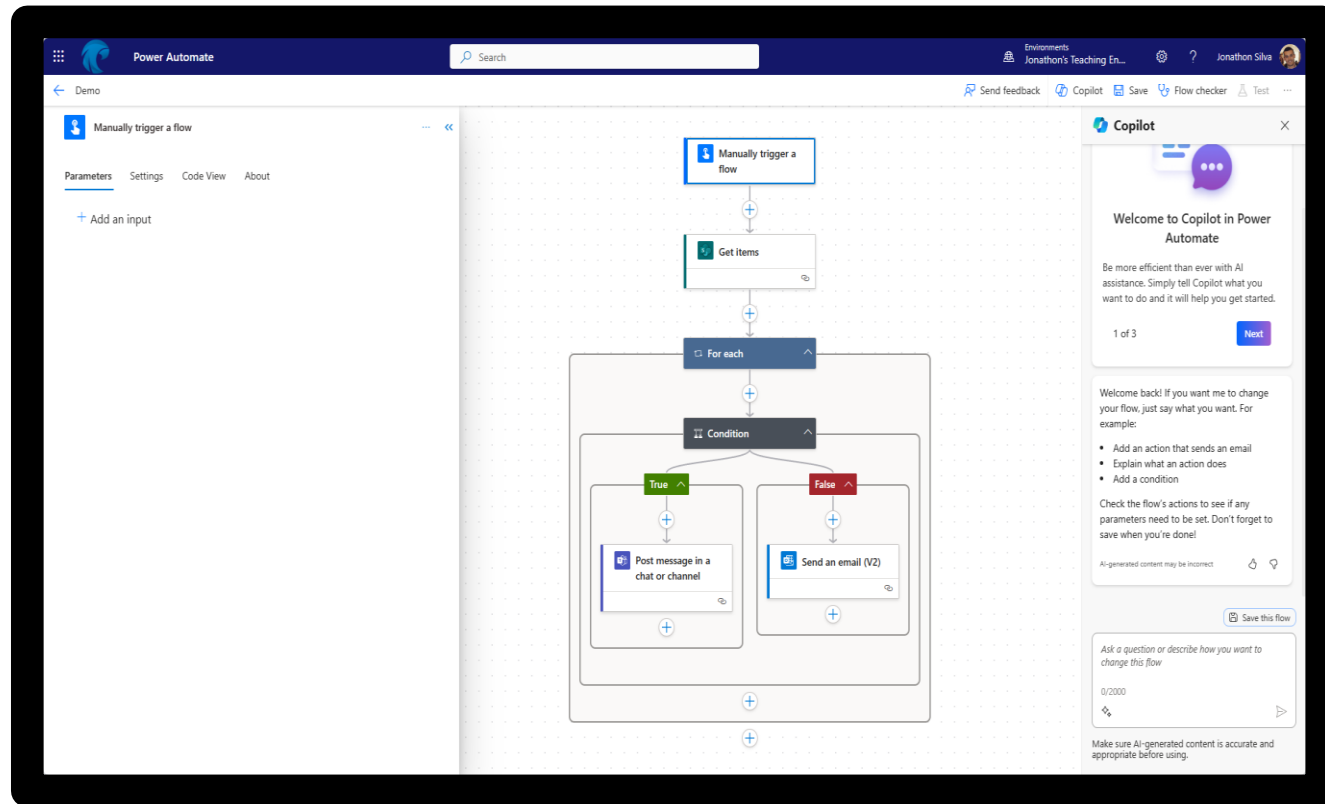 Power Automate
Search
Environments
Jonathon's Teaching En...
?
Jonathon Silva
Demo
Send feedback
Copilot
Save
Flow checker
Test
...
Manually trigger a flow
...
Parameters
Settings
Code View
About
+ Add an input
Manually trigger a
flow
Get items
For each
Condition
True
False
Post message in a
chat or channel
Send an email (V2)
Copilot
Welcome to Copilot in Power
Automate
Be more efficient than ever with AI
assistance. Simply tell Copilot what you
want to do and it will help you get started.
1 of 3
Next
Welcome back! If you want me to change
your flow, just say what you want. For
example:
• Add an action that sends an email
• Explain what an action does
• Add a condition
Check the flow's actions to see if any
parameters need to be set. Don't forget to
save when you're done!
AI-generated content may be incorrect
Save this flow
Ask a question or describe how you want to
change this flow
0/2000
Make sure AI-generated content is accurate and
appropriate before using.